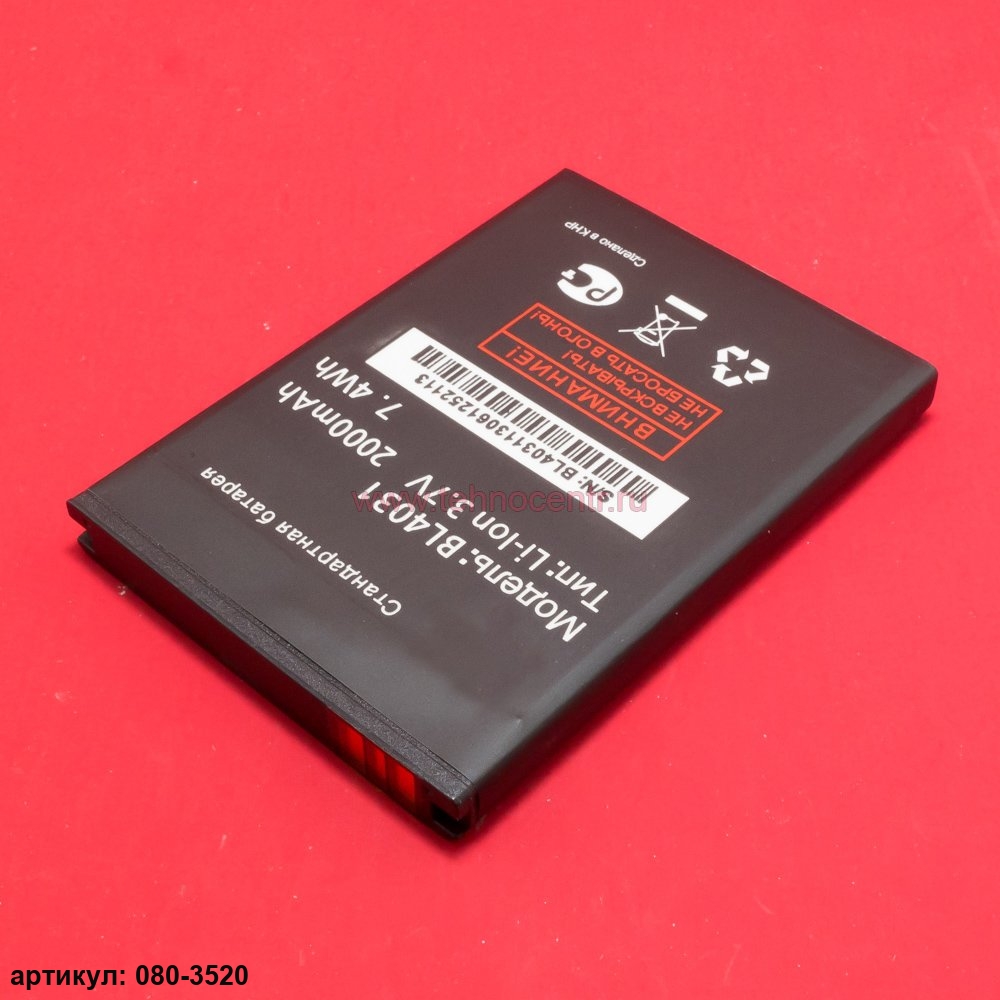 Стандартная батарея
Модель: BL4031
Тип: Li-Ion 3.7V 2000mAh
7.4Wh
SN: BL403113061252113
ВНИМАНИЕ!
НЕ ВСКРЫВАТЬ!
НЕ БРОСАТЬ В ОГОНЬ!
РСт
Сделано в КНР
www.tehnocentr.ru
артикул: 080-3520